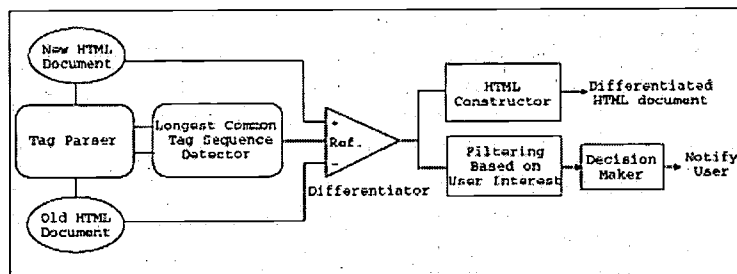 New HTML
Document
Tag Parser
Old HTML
Document
Longest Common
Tag Sequence
Detector
+
Ref.
−
Differentiator
HTML
Constructor
Differentiated
HTML document
Filtering
Based on
User Interest
Decision
Maker
Notify
User